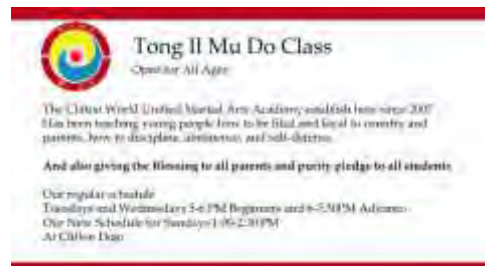 Tong Il Mu Do Class
Open for All Ages
The Clifton World Unified Martial Arts Academy, establish here since 2007
Has been teaching young people how to be filial and loyal to country and
parents, how to discipline, abstinence, and self-defense.
And also giving the Blessing to all parents and purity pledge to all students
Our regular schedule
Tuesdays and Wednesdays 5-6 PM Beginners and 6-7:30PM
Our New Schedule for Sundays 1:00-2:30PM
At Clifton Dojo